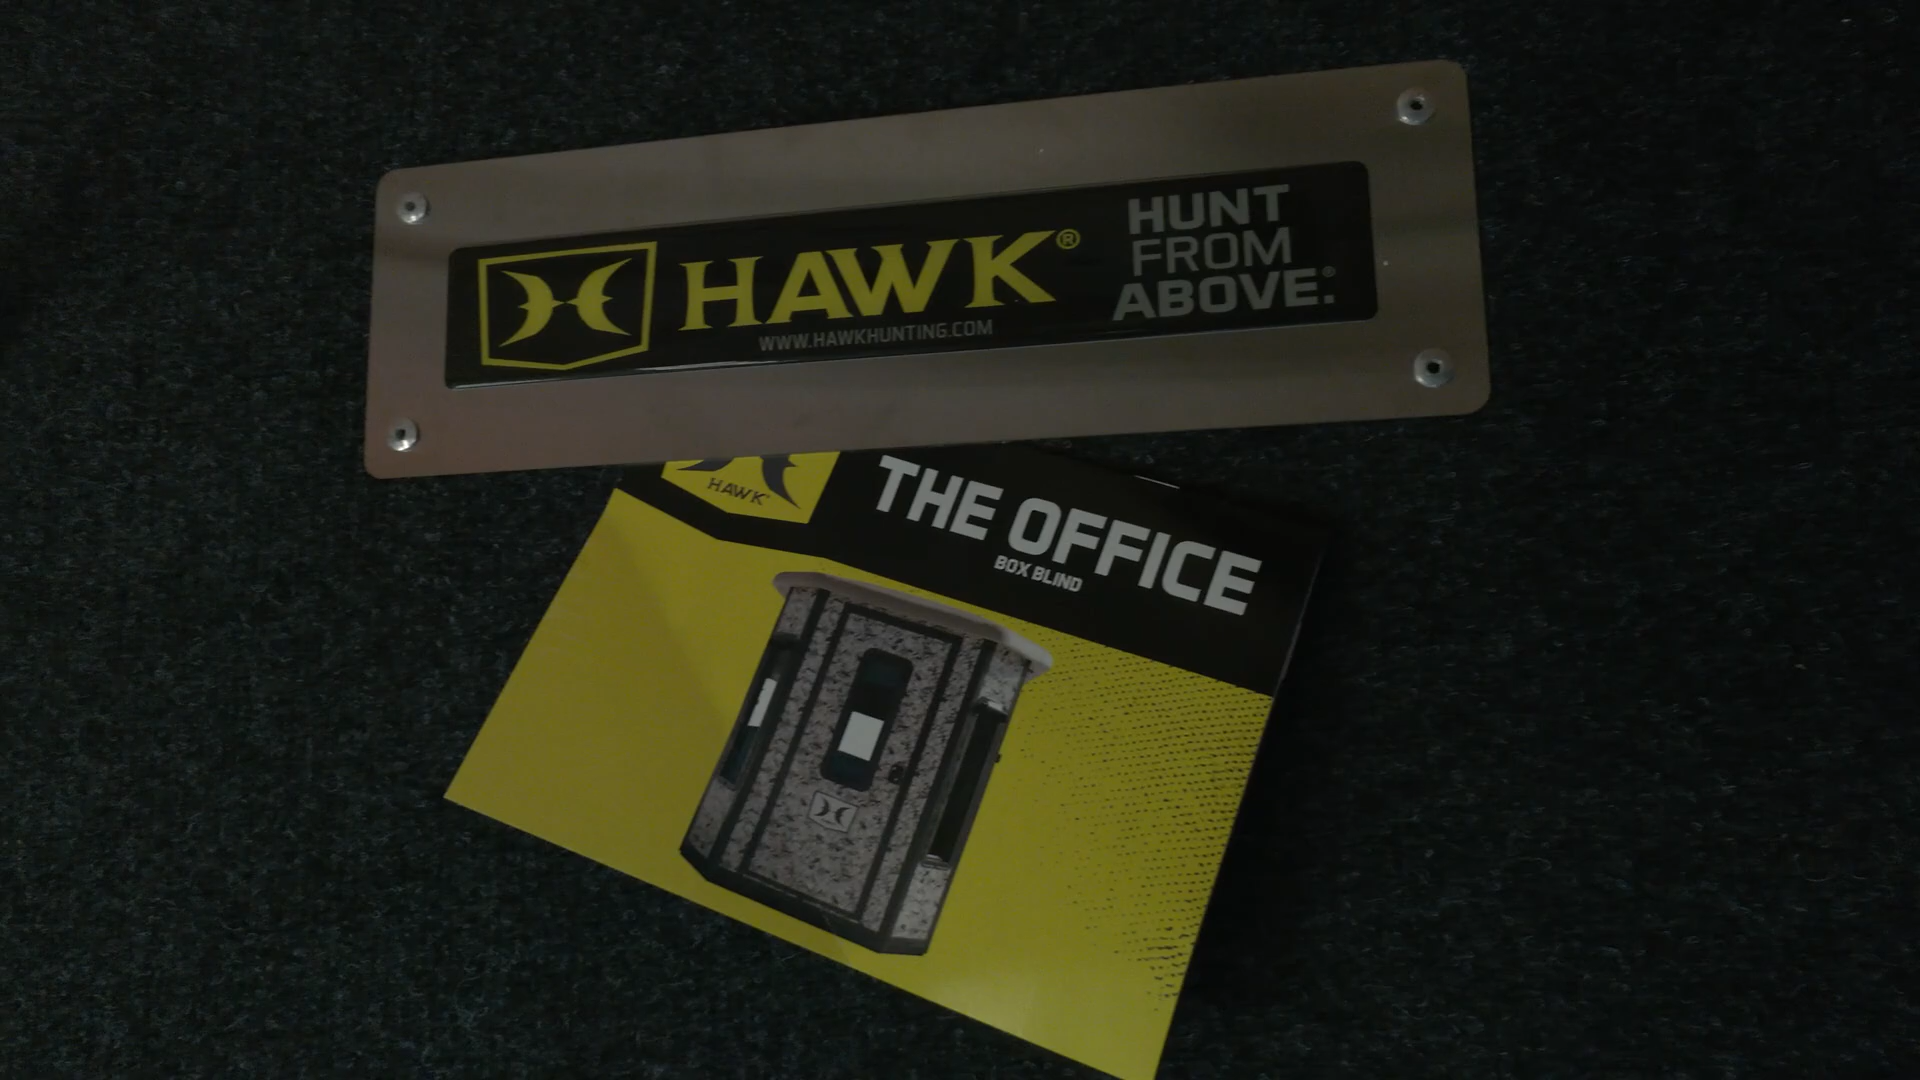 HAWK®
WWW.HAWKHUNTING.COM
HUNT
FROM
ABOVE.®
HAWK
THE OFFICE
BOX BLIND